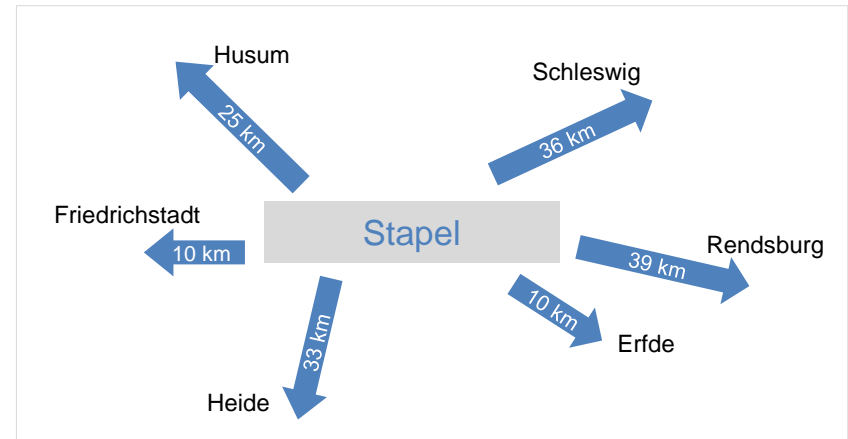 Husum
Schleswig
25 km
36 km
Friedrichstadt
Stapel
10 km
Rendsburg
39 km
10 km
33 km
Erfde
Heide